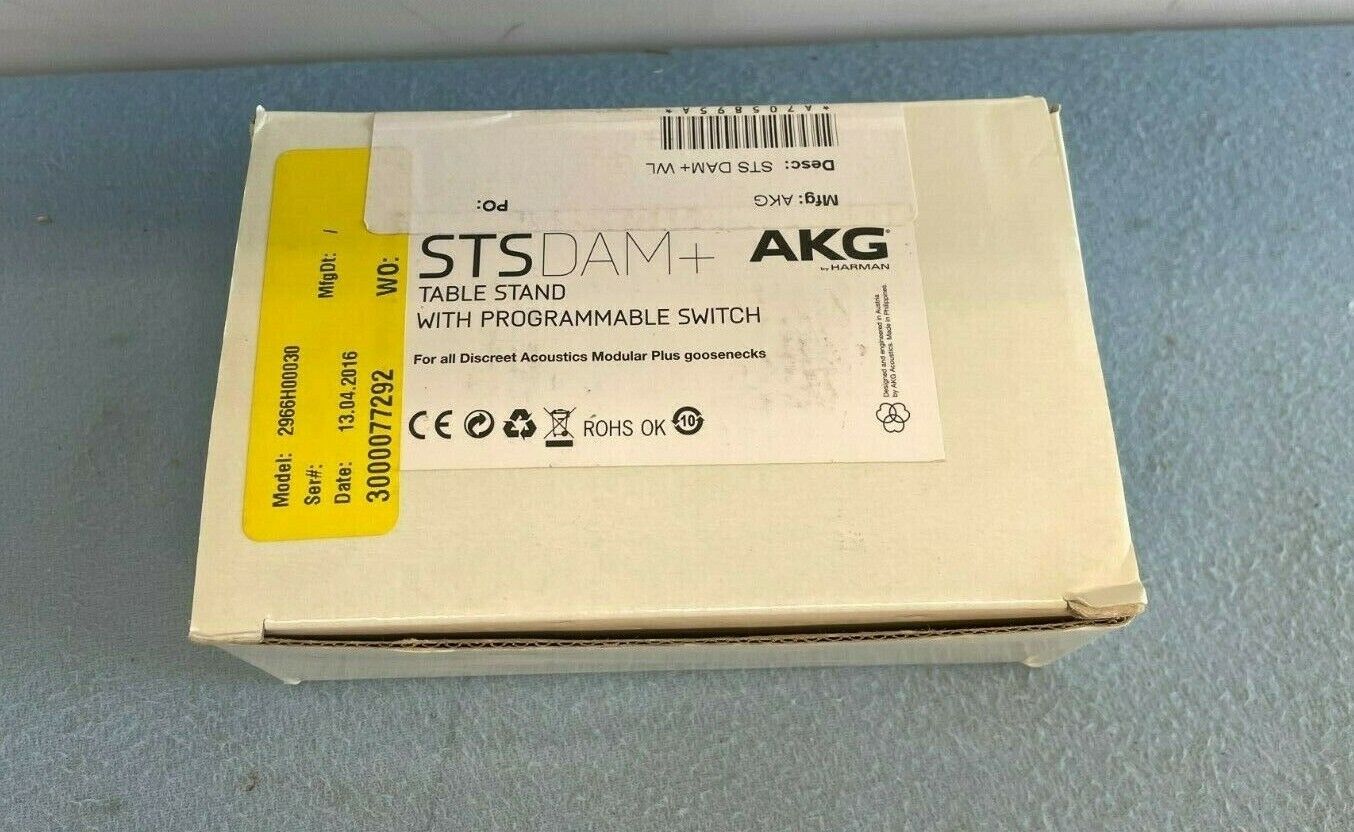 *A705895A*
Desc: STS DAM+ WL
Mfg: AKG
PO:
STSDAM+
TABLE STAND
WITH PROGRAMMABLE SWITCH
For all Discreet Acoustics Modular Plus goosenecks
CE
ROHS OK
10
AKG®
by HARMAN
Designed and engineered in Austria
by AKG Acoustics. Made in Philippines.
Model: 2966H00030
Ser#: MfgDt: /
Date: 13.04.2016
3000077292 WO: